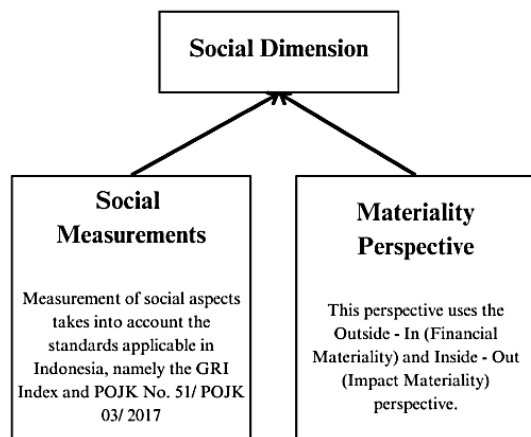 Social Dimension
Social
Measurements
Measurement of social aspects
takes into account the
standards applicable in
Indonesia, namely the GRI
Index and POJK No. 51/ POJK
03/ 2017
Materiality
Perspective
This perspective uses the
Outside - In (Financial
Materiality) and Inside - Out
(Impact Materiality)
perspective.